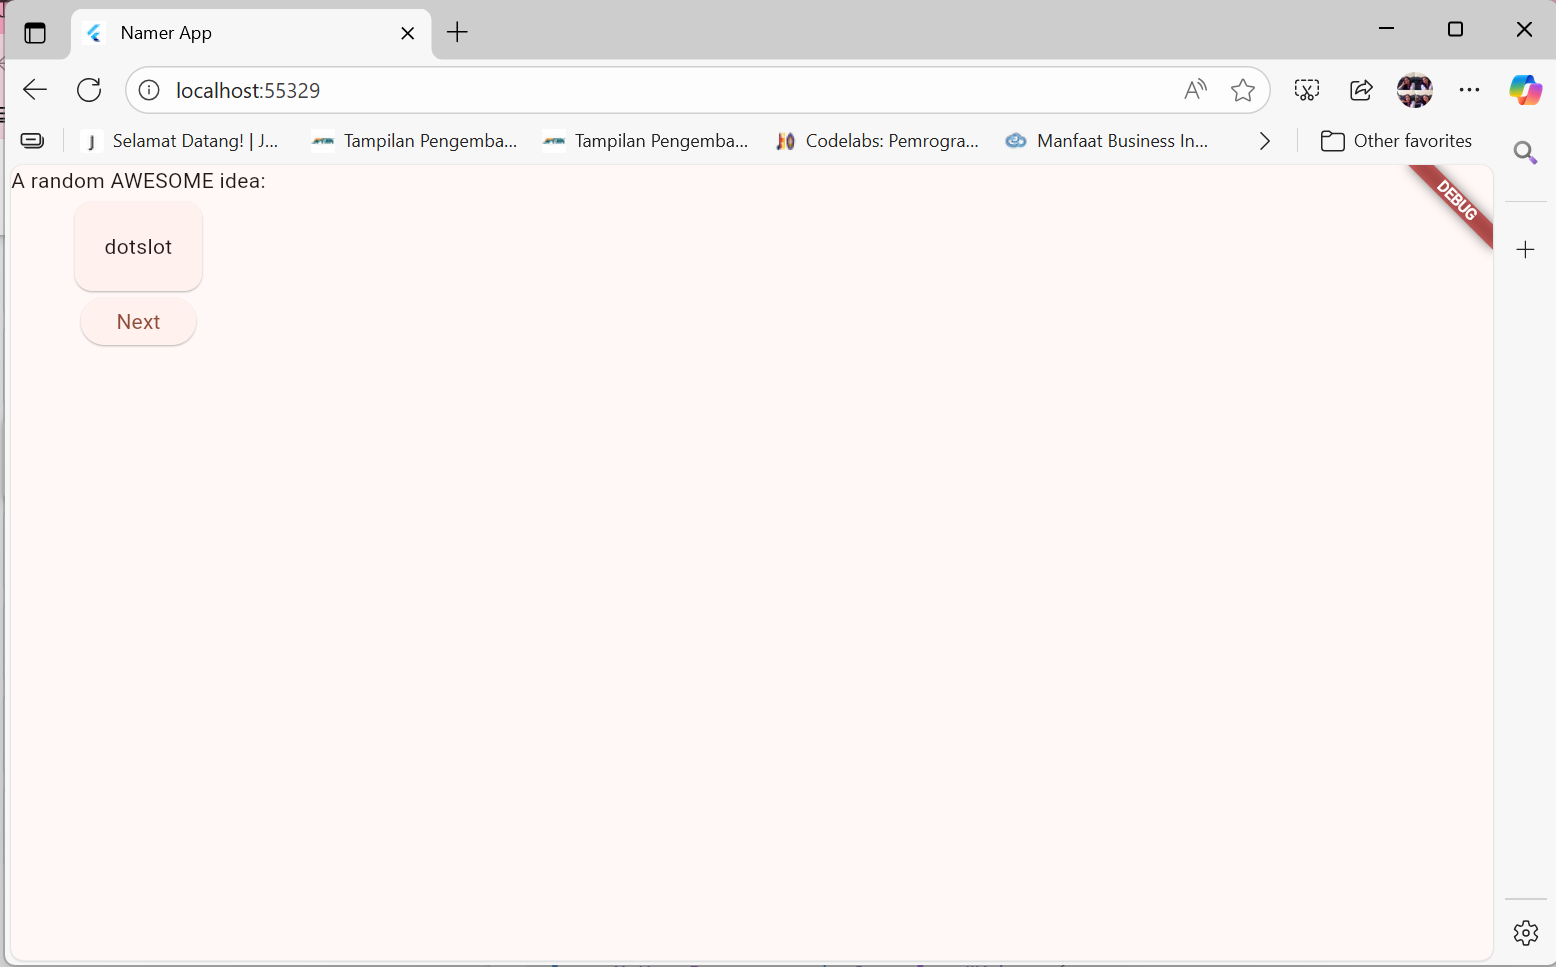 Namer App
localhost:55329
Selamat Datang! | J...
Tampilan Pengemba...
Tampilan Pengemba...
Codelabs: Pemrogra...
Manfaat Business In...
Other favorites
A random AWESOME idea:
DEBUG
dotslot
Next